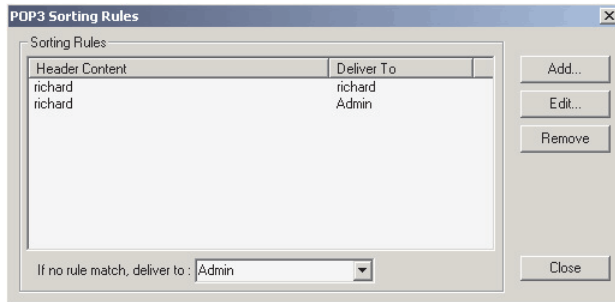 POP3 Sorting Rules
Sorting Rules
Header Content Deliver To
richard richard
richard Admin
Add...
Edit...
Remove
If no rule match, deliver to : Admin
Close